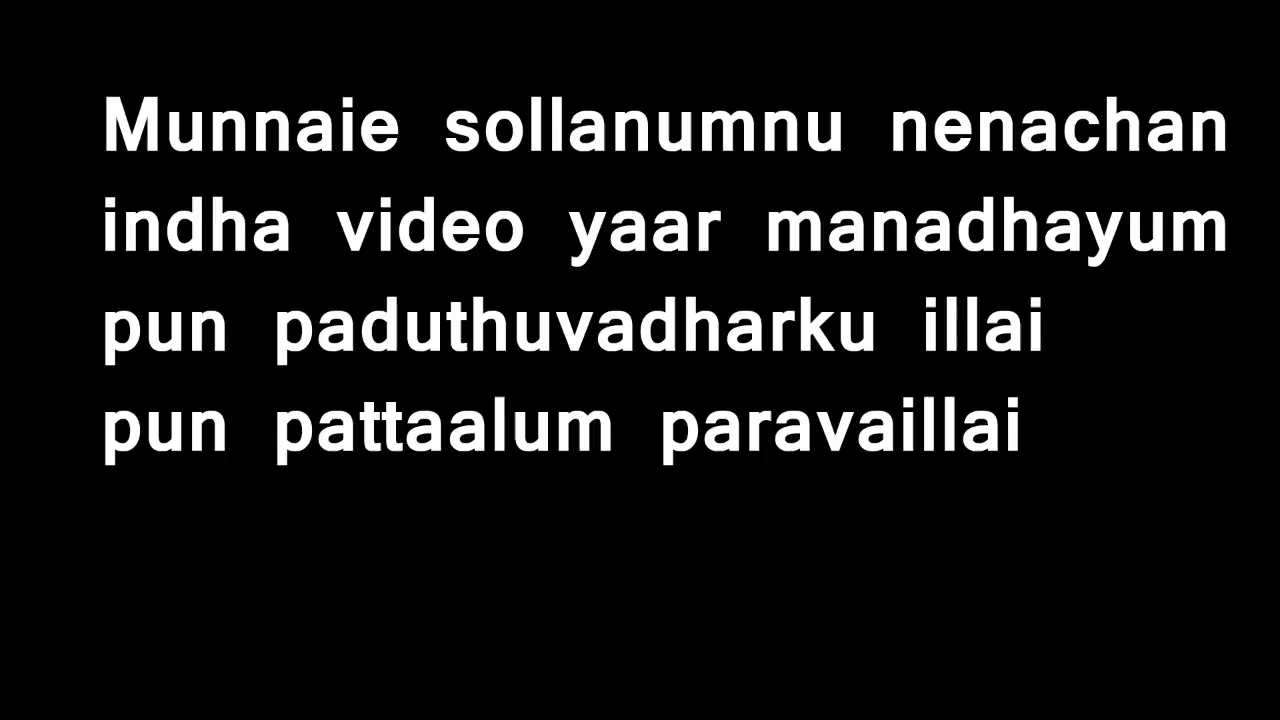 Munnaie sollanumnu nenachan
indha video yaar manadhayum
pun paduthuvadharku illai
pun pattaalum paravaillai